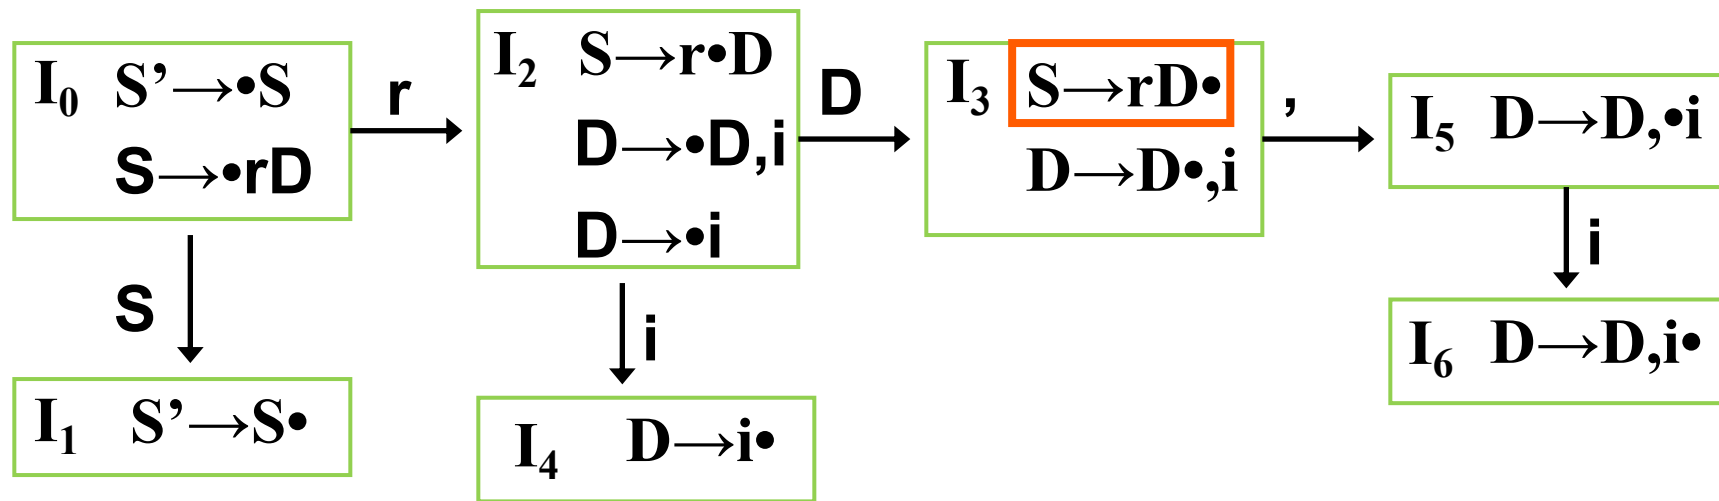 I₀ S’→•S
S→•rD
r
S
I₁ S’→S•
I₂ S→r•D
D→•D,i
D→•i
D
i
I₄ D→i•
I₃ S→rD•
D→D•,i
,
I₅ D→D,•i
i
I₆ D→D,i•